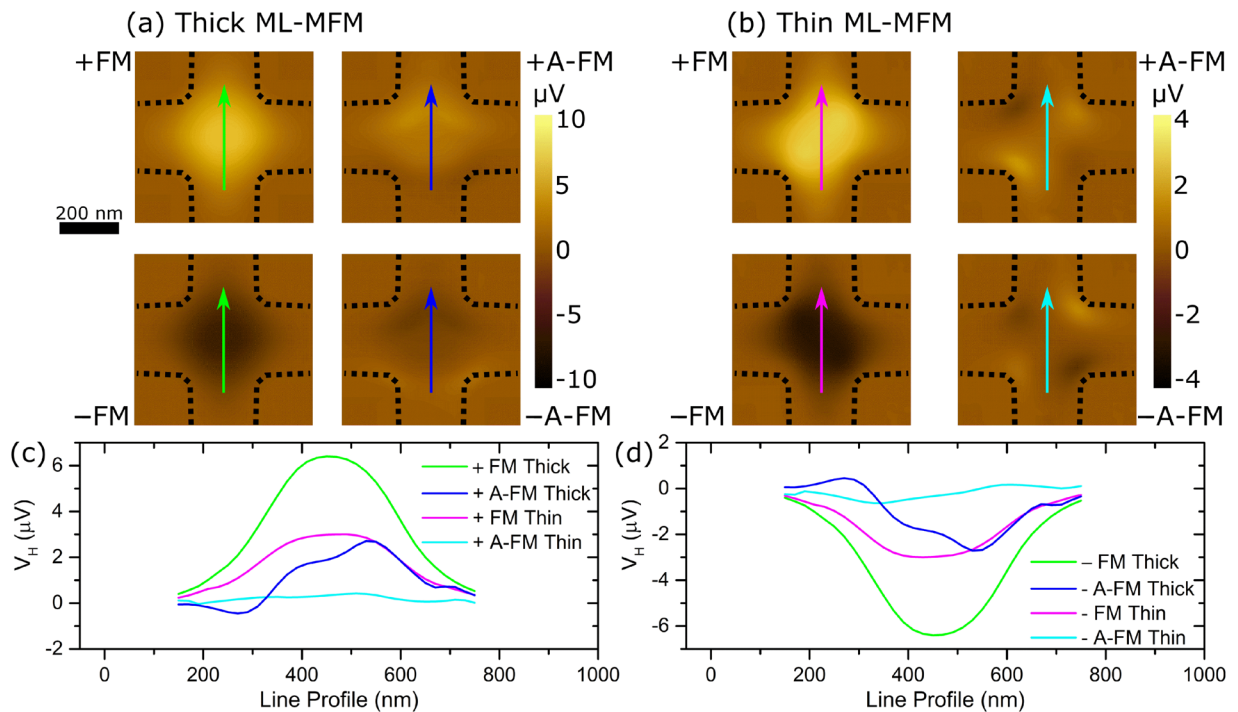 (a) Thick ML-MFM
(b) Thin ML-MFM
+FM
+A-FM
+FM
+A-FM
µV
10
5
0
-5
-10
µV
4
2
0
-2
-4
200 nm
−FM
−A-FM
−FM
−A-FM
(c)
6
4
2
0
-2
V_H (µV)
+ FM Thick
+ A-FM Thick
+ FM Thin
+ A-FM Thin
0 200 400 600 800 1000
Line Profile (nm)
(d)
2
0
-2
-4
-6
V_H (µV)
– FM Thick
- A-FM Thick
- FM Thin
- A-FM Thin
0 200 400 600 800 1000
Line Profile (nm)